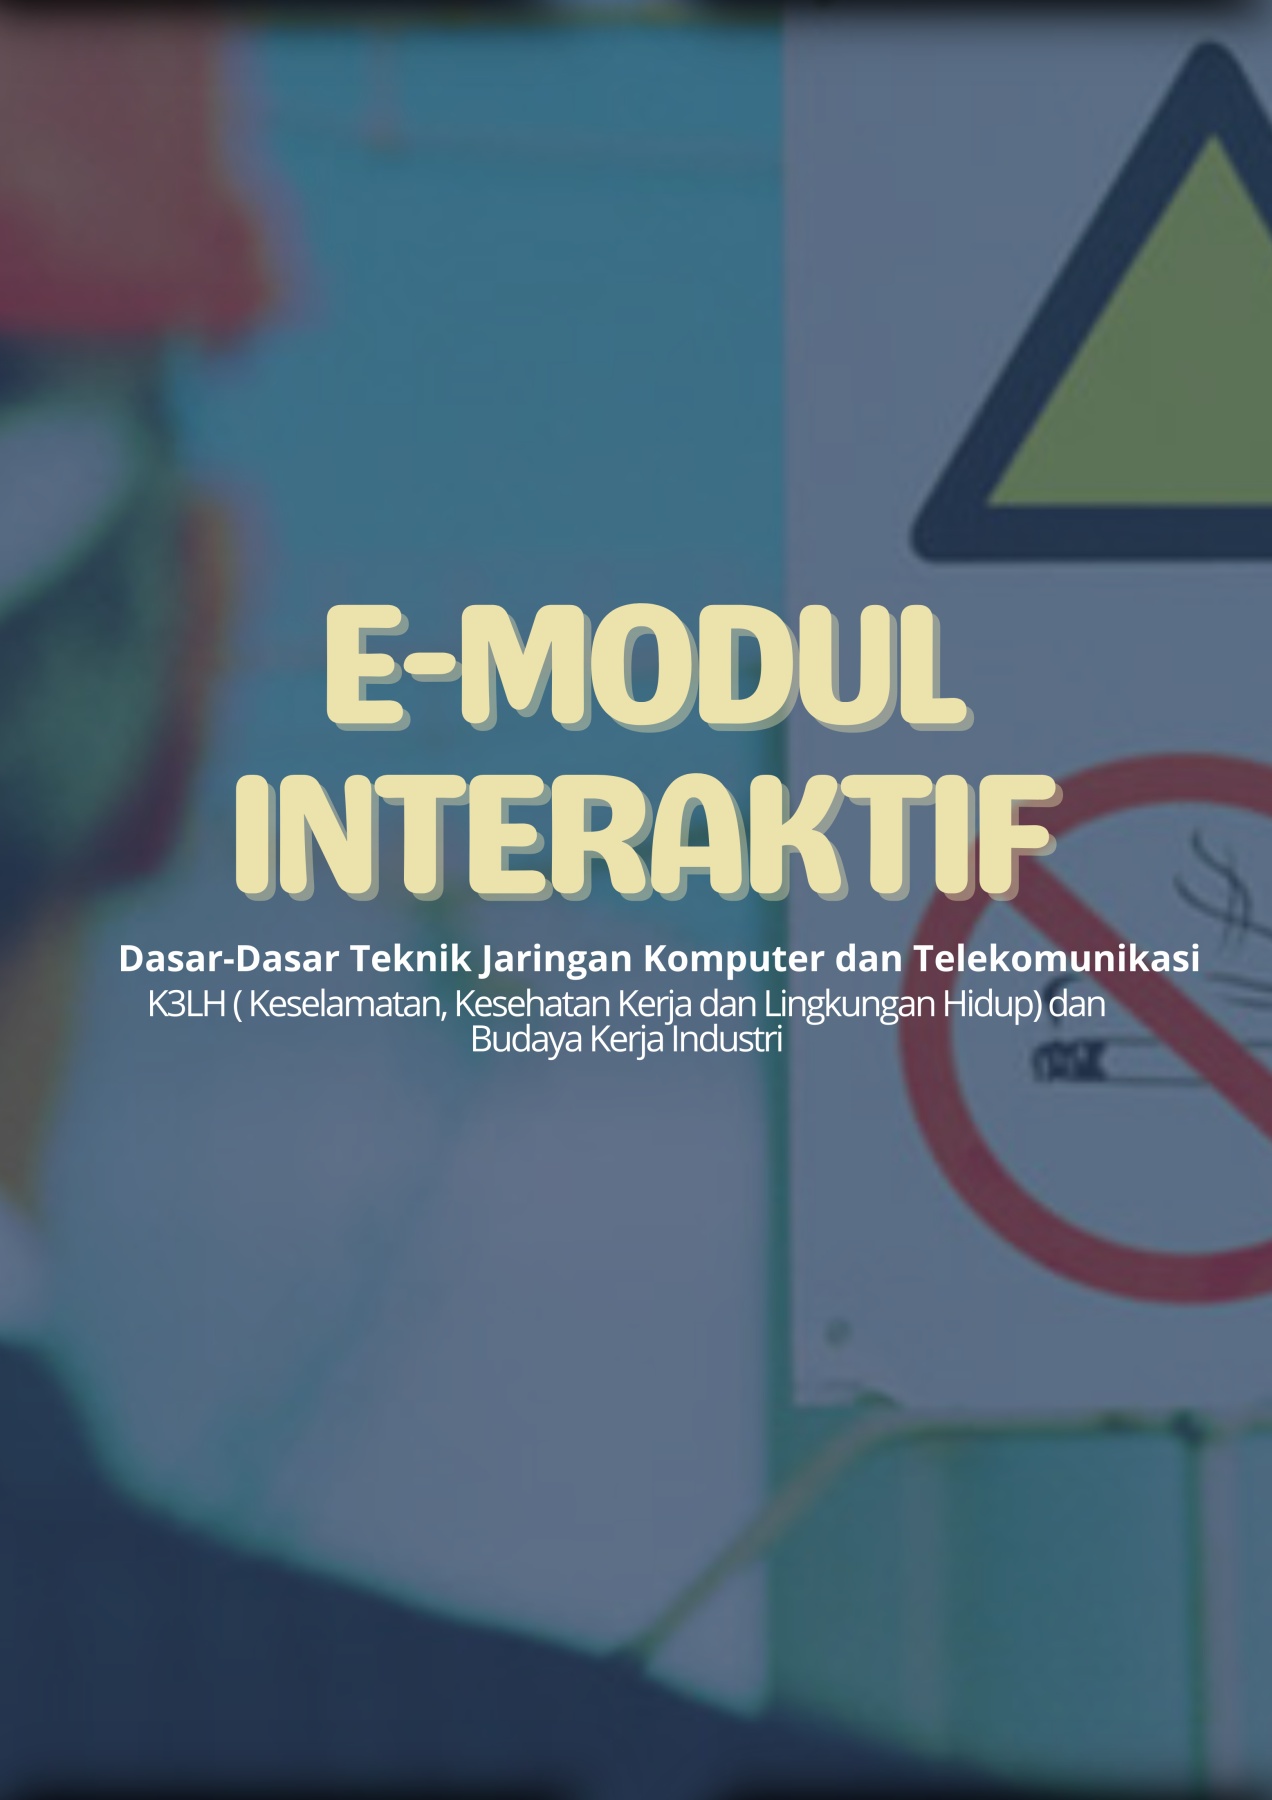 E-MODUL
INTERAKTIF
Dasar-Dasar Teknik Jaringan Komputer dan Telekomunikasi
K3LH ( Keselamatan, Kesehatan Kerja dan Lingkungan Hidup) dan
Budaya Kerja Industri